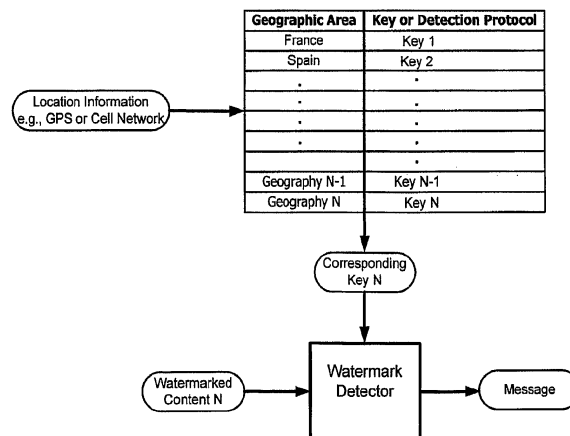 Geographic Area Key or Detection Protocol
France Key 1
Spain Key 2
Location Information
e.g., GPS or Cell Network
Geography N-1 Key N-1
Geography N Key N
Corresponding
Key N
Watermarked
Content N
Watermark
Detector
Message